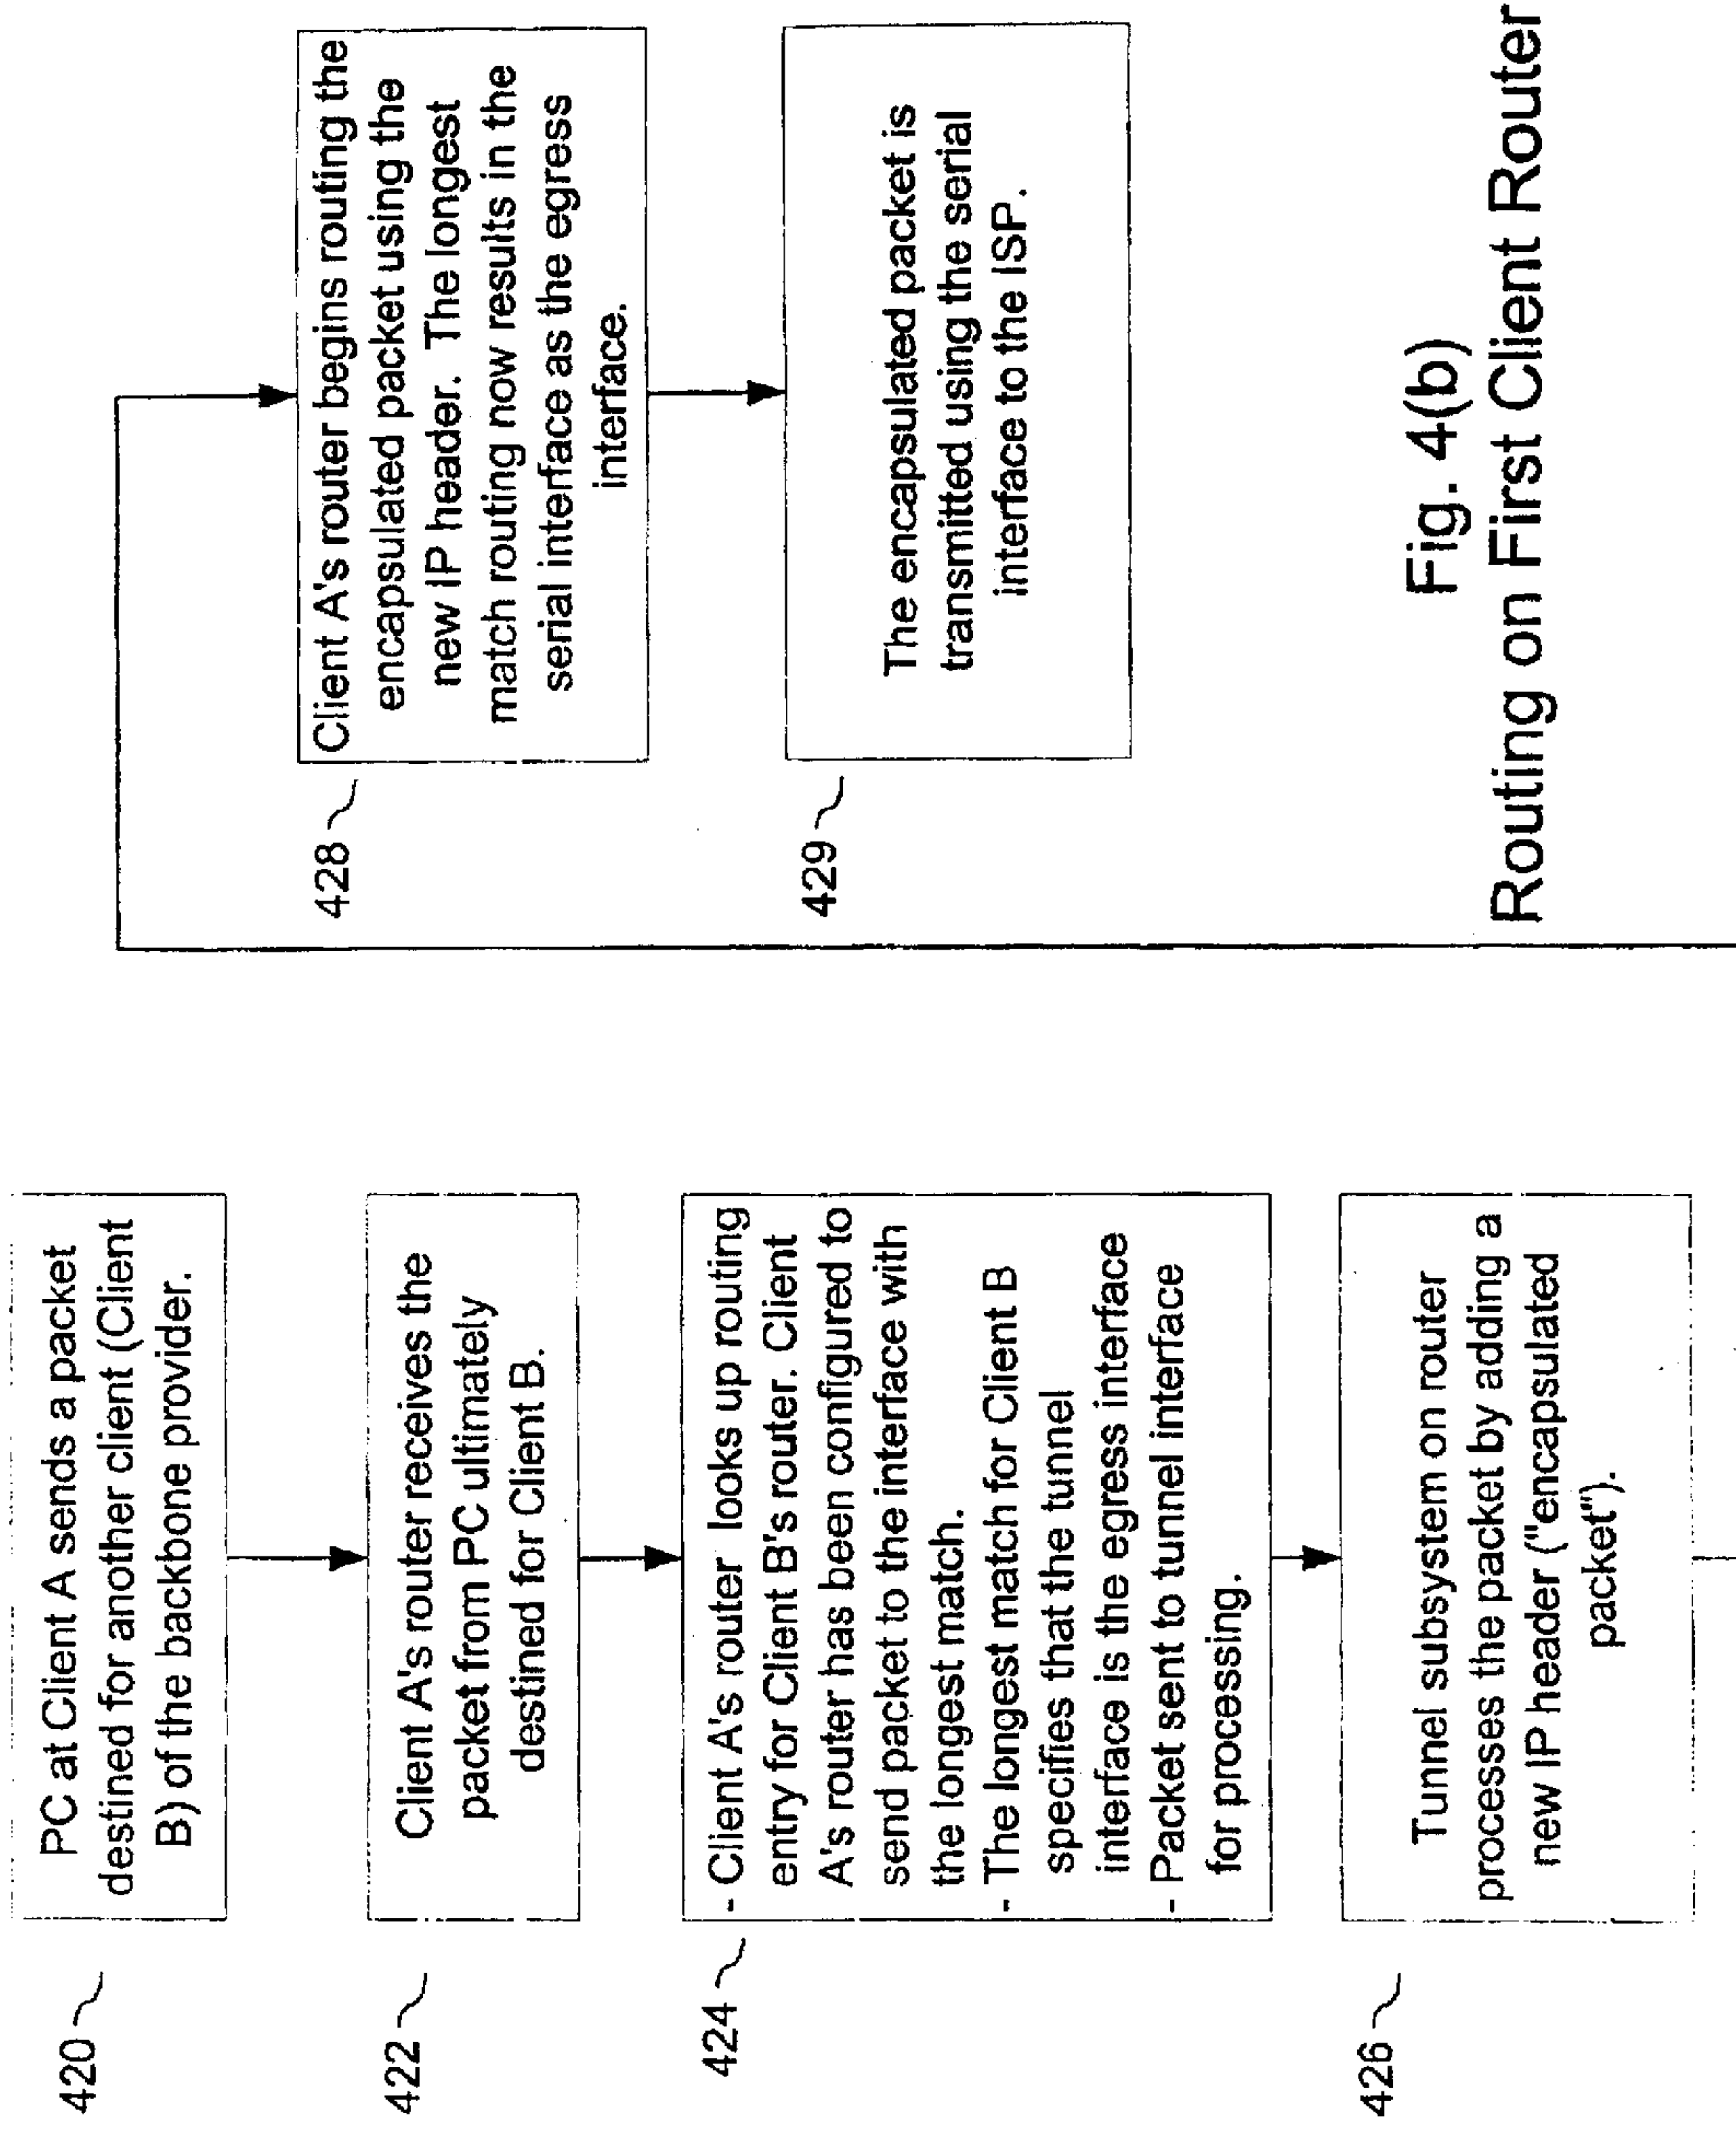 420
PC at Client A sends a packet
destined for another client (Client
B) of the backbone provider.
422
Client A's router receives the
packet from PC ultimately
destined for Client B.
424
- Client A's router looks up routing
entry for Client B's router. Client
A's router has been configured to
send packet to the interface with
the longest match.
- The longest match for Client B
specifies that the tunnel
interface is the egress interface
- Packet sent to tunnel interface
for processing.
426
Tunnel subsystem on router
processes the packet by adding a
new IP header ("encapsulated
packet").
428
Client A's router begins routing the
encapsulated packet using the
new IP header. The longest
match routing now results in the
serial interface as the egress
interface.
429
The encapsulated packet is
transmitted using the serial
interface to the ISP.
Fig. 4(b)
Routing on First Client Router